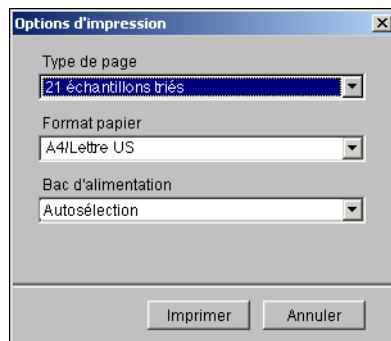 Options d'impression
Type de page
21 échantillons triés
Format papier
A4/Lettre US
Bac d'alimentation
Autosélection
Imprimer Annuler